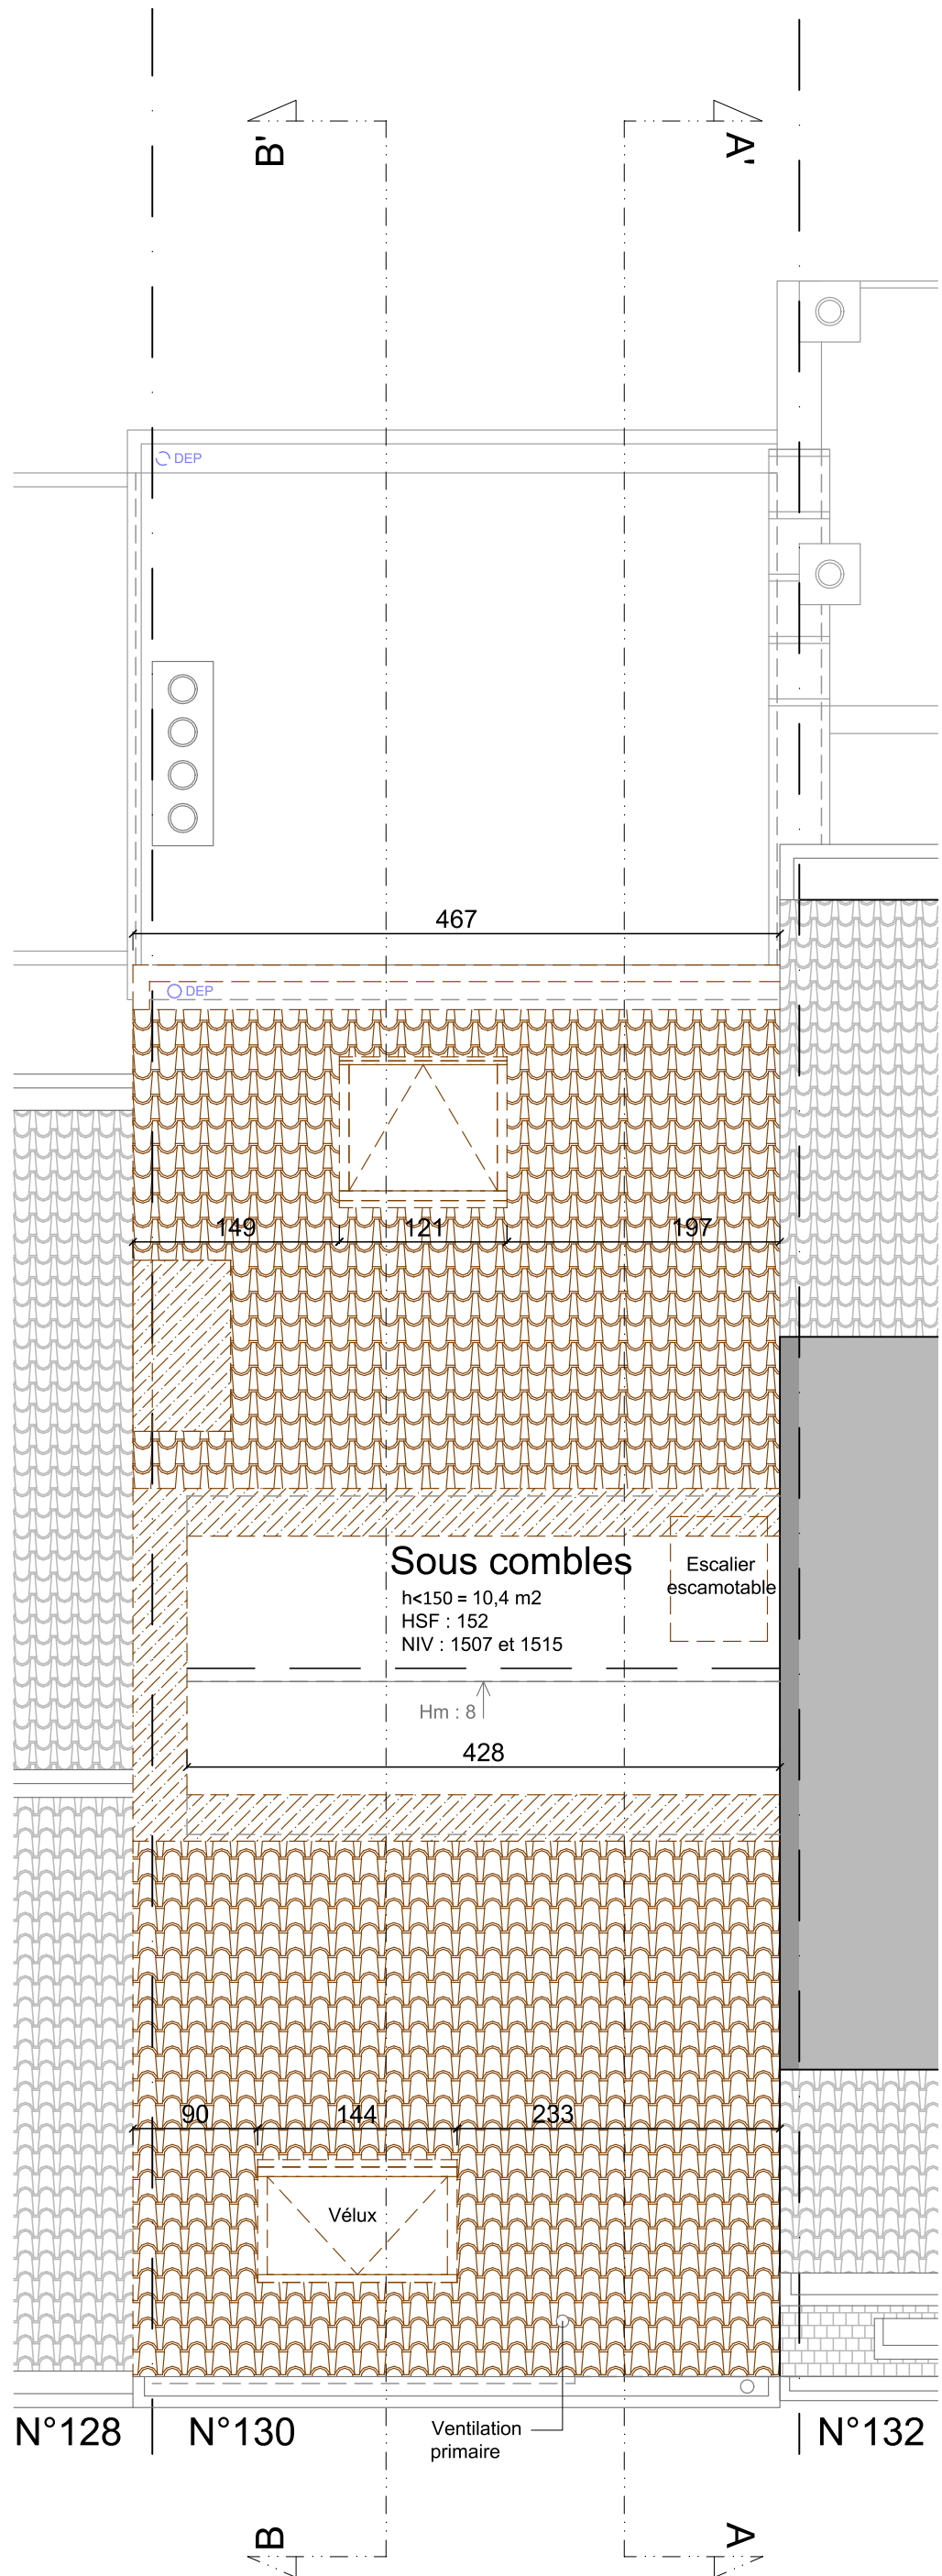 B'
A'
DEP
467
DEP
149
121
197
Sous combles
h<150 = 10,4 m2
HSF : 152
NIV : 1507 et 1515
Escalier
escamotable
Hm : 8
428
90
144
233
Vélux
N°128
N°130
Ventilation
primaire
N°132
B
A